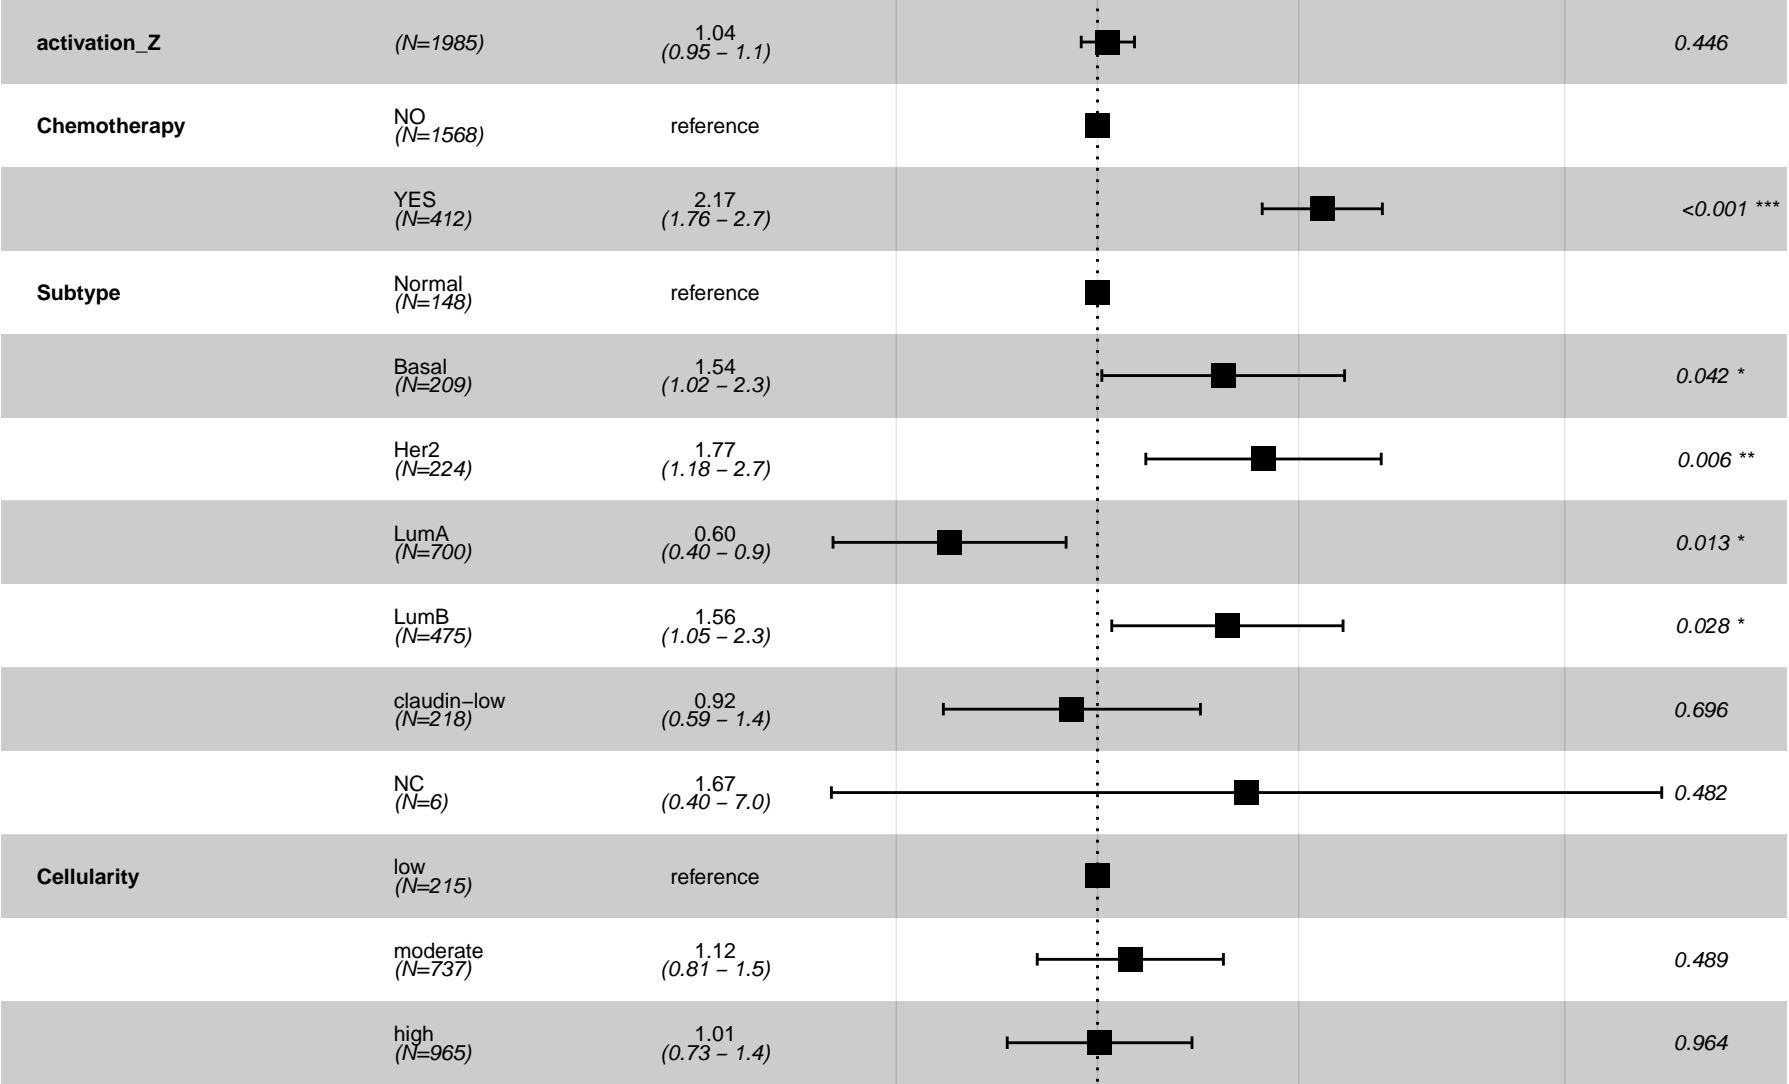 activation_Z (N=1985) 1.04 0.446
(0.95 – 1.1)
Chemotherapy NO reference
(N=1568)
YES 2.17 <0.001 ***
(N=412) (1.76 – 2.7)
Subtype Normal reference
(N=148)
Basal 1.54 0.042 *
(N=209) (1.02 – 2.3)
Her2 1.77 0.006 **
(N=224) (1.18 – 2.7)
LumA 0.60 0.013 *
(N=700) (0.40 – 0.9)
LumB 1.56 0.028 *
(N=475) (1.05 – 2.3)
claudin–low 0.92 0.696
(N=218) (0.59 – 1.4)
NC 1.67 0.482
(N=6) (0.40 – 7.0)
Cellularity low reference
(N=215)
moderate 1.12 0.489
(N=737) (0.81 – 1.5)
high 1.01 0.964
(N=965) (0.73 – 1.4)